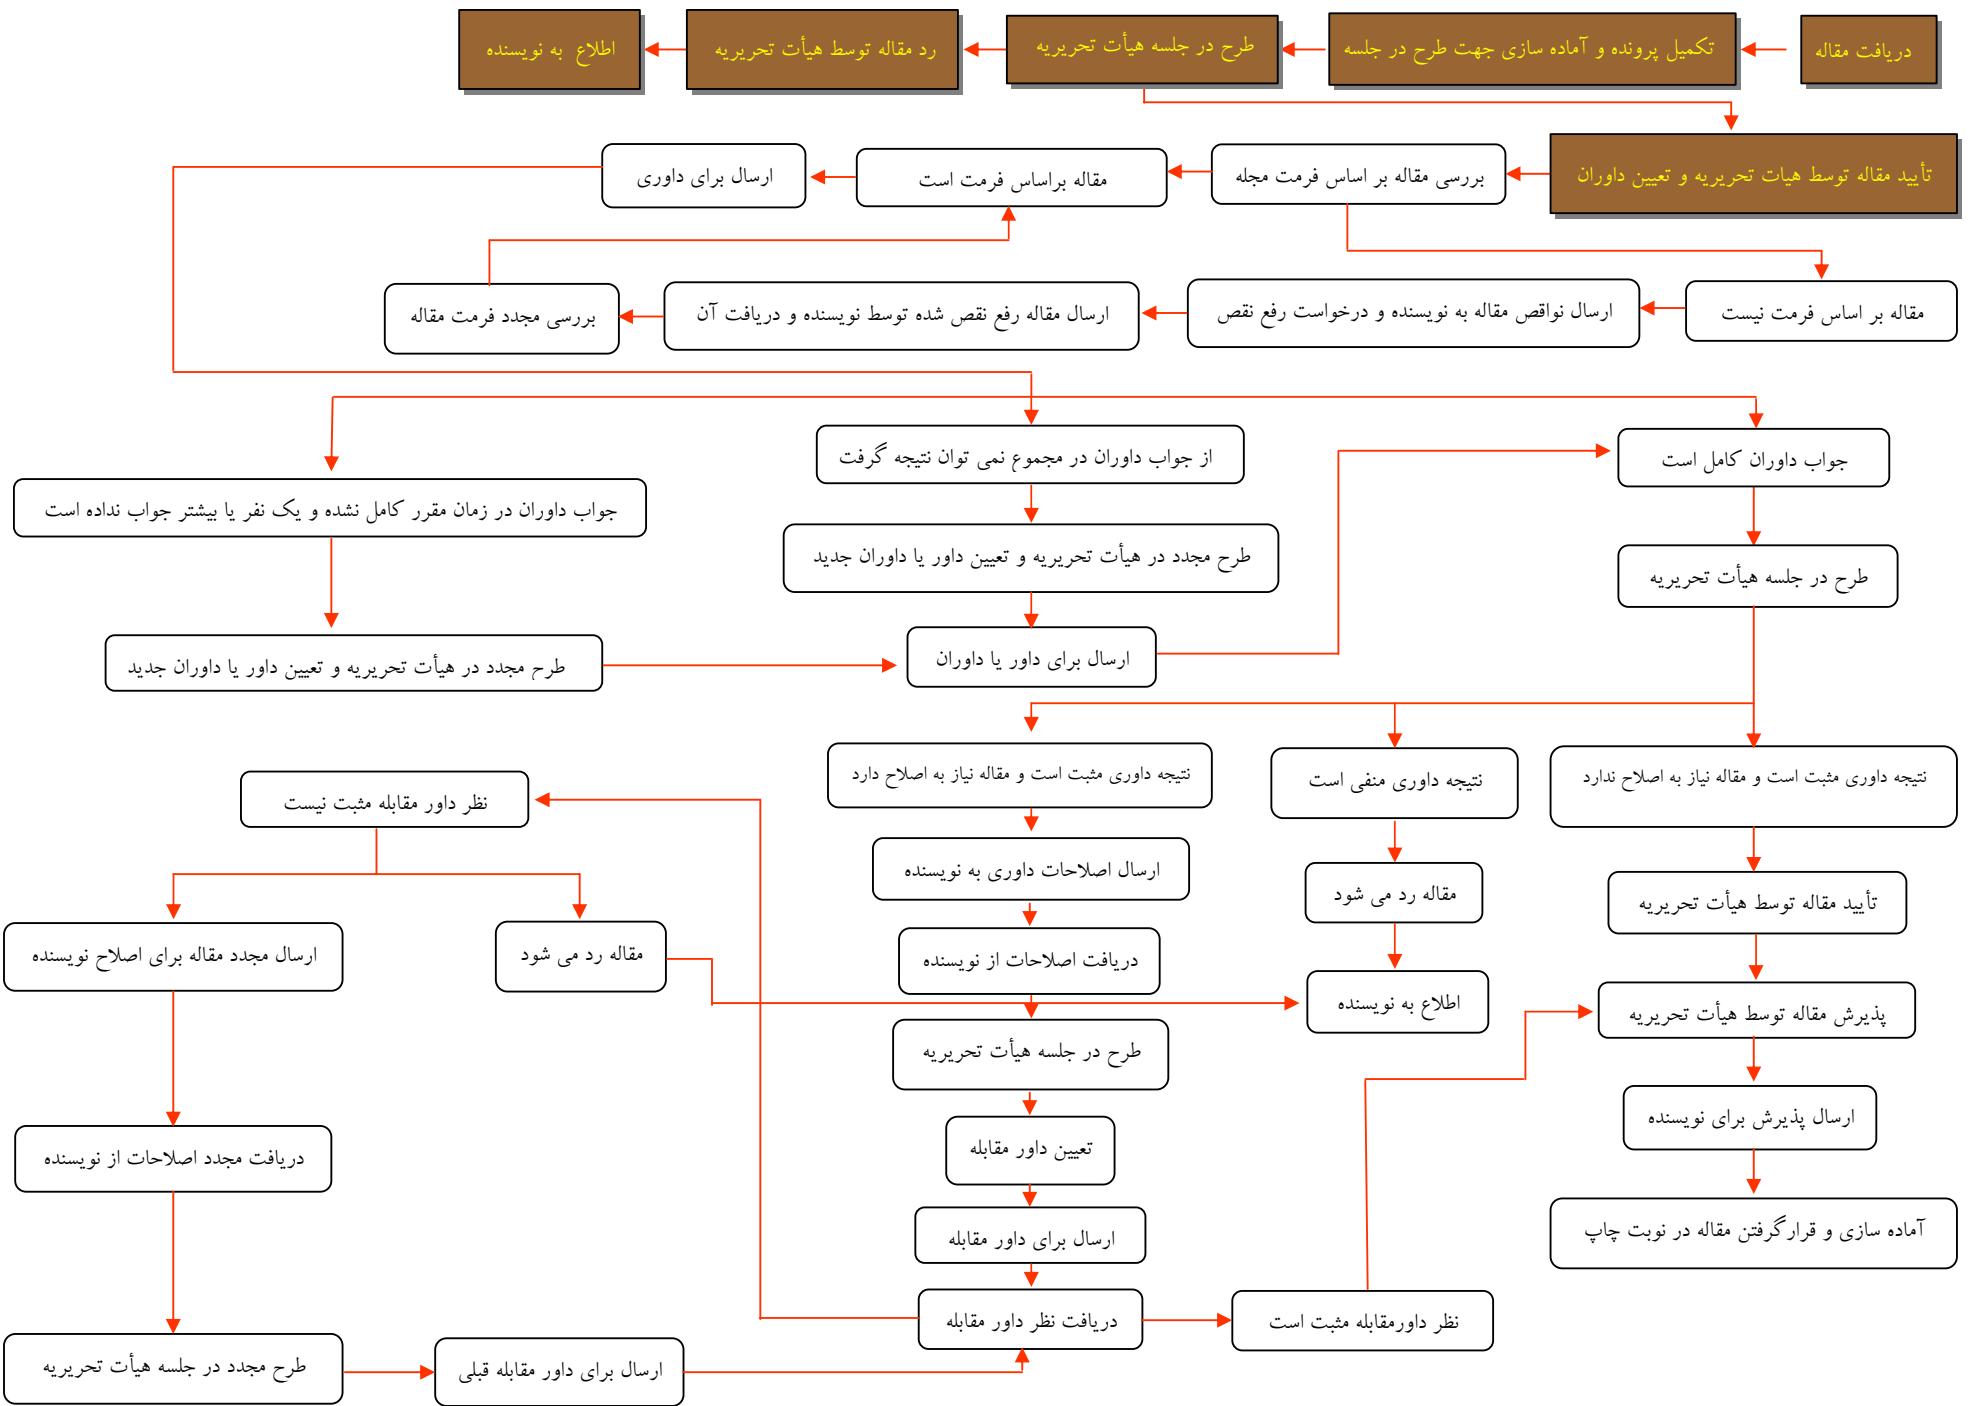 دریافت مقاله
تکمیل پرونده و آماده سازی جهت طرح در جلسه
طرح در جلسه هیأت تحریریه
رد مقاله توسط هیأت تحریریه
اطلاع به نویسنده
تأیید مقاله توسط هیات تحریریه و تعیین داوران
بررسی مقاله بر اساس فرمت مجله
مقاله براساس فرمت است
ارسال برای داوری
مقاله بر اساس فرمت نیست
ارسال نواقص مقاله به نویسنده و درخواست رفع نقص
ارسال مقاله رفع نقص شده توسط نویسنده و دریافت آن
بررسی مجدد فرمت مقاله
جواب داوران کامل است
از جواب داوران در مجموع نمی توان نتیجه گرفت
جواب داوران در زمان مقرر کامل نشده و یک نفر یا بیشتر جواب نداده است
طرح در جلسه هیأت تحریریه
طرح مجدد در هیأت تحریریه و تعیین داور یا داوران جدید
ارسال برای داور یا داوران
طرح مجدد در هیأت تحریریه و تعیین داور یا داوران جدید
نتیجه داوری مثبت است و مقاله نیاز به اصلاح ندارد
نتیجه داوری منفی است
نتیجه داوری مثبت است و مقاله نیاز به اصلاح دارد
نظر داور مقابله مثبت نیست
تأیید مقاله توسط هیأت تحریریه
مقاله رد می شود
ارسال اصلاحات داوری به نویسنده
دریافت اصلاحات از نویسنده
مقاله رد می شود
ارسال مجدد مقاله برای اصلاح نویسنده
پذیرش مقاله توسط هیأت تحریریه
اطلاع به نویسنده
طرح در جلسه هیأت تحریریه
ارسال پذیرش برای نویسنده
تعیین داور مقابله
دریافت مجدد اصلاحات از نویسنده
آماده سازی و قرارگرفتن مقاله در نوبت چاپ
ارسال برای داور مقابله
نظر داورمقابله مثبت است
دریافت نظر داور مقابله
ارسال برای داور مقابله قبلی
طرح مجدد در جلسه هیأت تحریریه